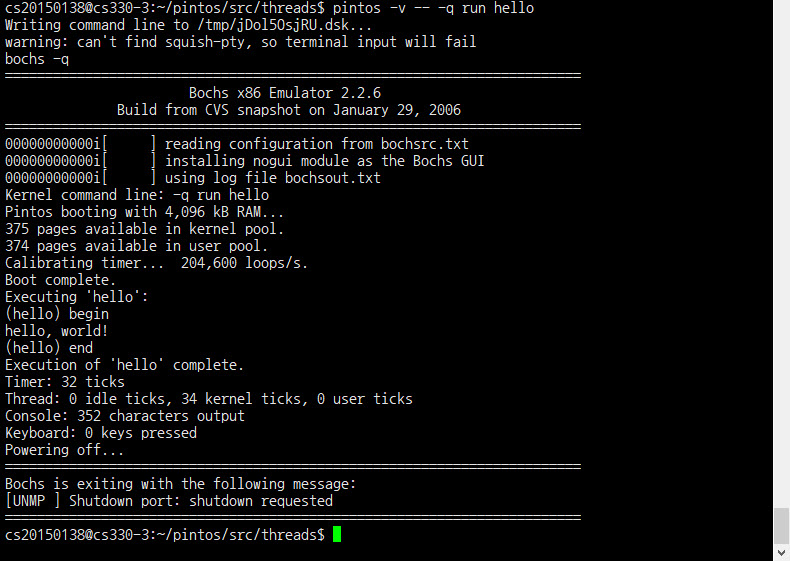 cs20150138@cs330-3:~/pintos/src/threads$ pintos -v -- -q run hello
Writing command line to /tmp/jDol5OsjRU.dsk...
warning: can't find squish-pty, so terminal input will fail
bochs -q
========================================================================
Bochs x86 Emulator 2.2.6
Build from CVS snapshot on January 29, 2006
========================================================================
00000000000i[     ] reading configuration from bochsrc.txt
00000000000i[     ] installing nogui module as the Bochs GUI
00000000000i[     ] using log file bochsout.txt
Kernel command line: -q run hello
Pintos booting with 4,096 kB RAM...
375 pages available in kernel pool.
374 pages available in user pool.
Calibrating timer...  204,600 loops/s.
Boot complete.
Executing 'hello':
(hello) begin
hello, world!
(hello) end
Execution of 'hello' complete.
Timer: 32 ticks
Thread: 0 idle ticks, 34 kernel ticks, 0 user ticks
Console: 352 characters output
Keyboard: 0 keys pressed
Powering off...
========================================================================
Bochs is exiting with the following message:
[UNMP ] Shutdown port: shutdown requested
========================================================================
cs20150138@cs330-3:~/pintos/src/threads$